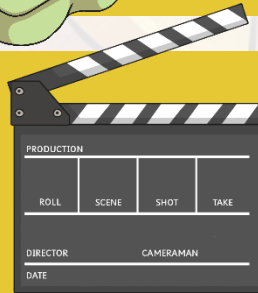 PRODUCTION
ROLL SCENE SHOT TAKE
DIRECTOR CAMERAMAN
DATE